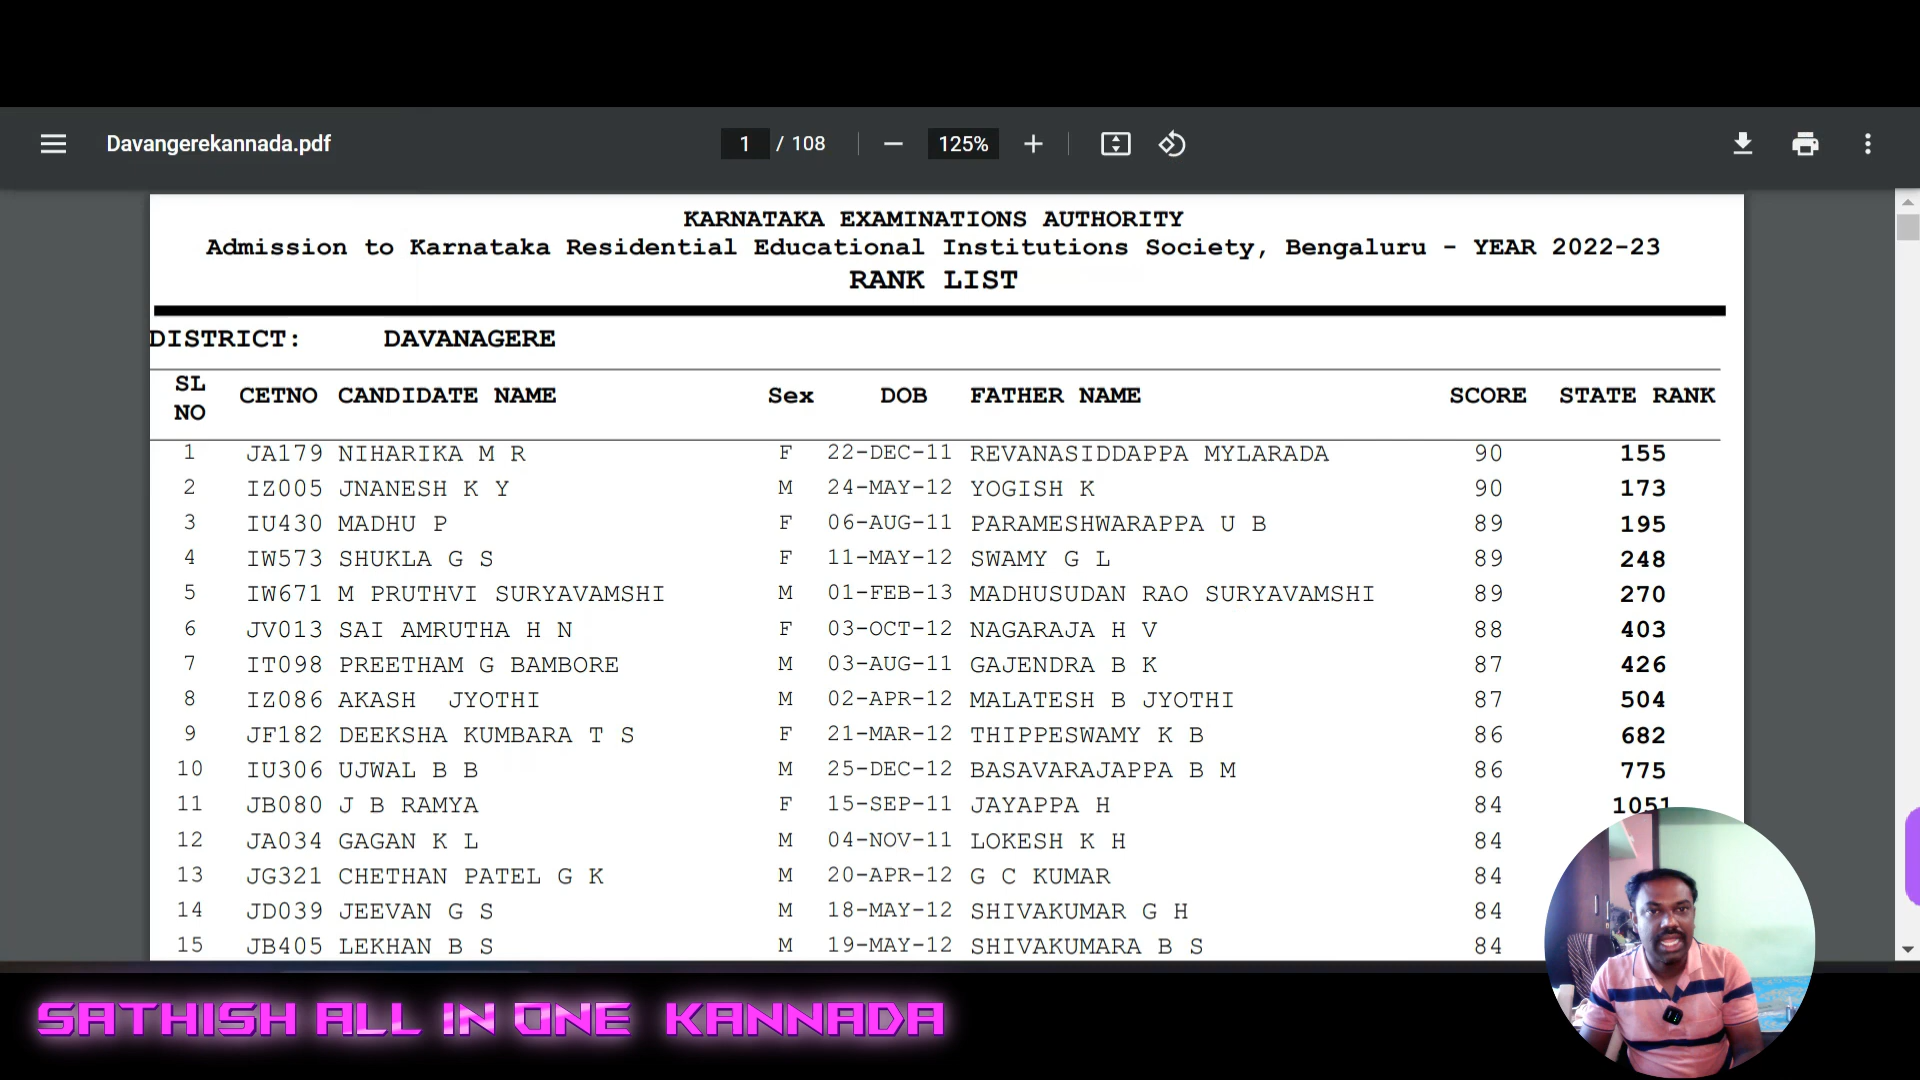 Davangerekannada.pdf 1 / 108 125%
KARNATAKA EXAMINATIONS AUTHORITY
Admission to Karnataka Residential Educational Institutions Society, Bengaluru - YEAR 2022-23
RANK LIST
DISTRICT: DAVANAGERE
SL NO CETNO CANDIDATE NAME Sex DOB FATHER NAME SCORE STATE RANK
1 JA179 NIHARIKA M R F 22-DEC-11 REVANASIDDAPPA MYLARADA 90 155
2 IZ005 JNANESH K Y M 24-MAY-12 YOGISH K 90 173
3 IU430 MADHU P F 06-AUG-11 PARAMESHWARAPPA U B 89 195
4 IW573 SHUKLA G S F 11-MAY-12 SWAMY G L 89 248
5 IW671 M PRUTHVI SURYAVAMSHI M 01-FEB-13 MADHUSUDAN RAO SURYAVAMSHI 89 270
6 JV013 SAI AMRUTHA H N F 03-OCT-12 NAGARAJA H V 88 403
7 IT098 PREETHAM G BAMBORE M 03-AUG-11 GAJENDRA B K 87 426
8 IZ086 AKASH JYOTHI M 02-APR-12 MALATESH B JYOTHI 87 504
9 JF182 DEEKSHA KUMBARA T S F 21-MAR-12 THIPPESWAMY K B 86 682
10 IU306 UJWAL B B M 25-DEC-12 BASAVARAJAPPA B M 86 775
11 JB080 J B RAMYA F 15-SEP-11 JAYAPPA H 84 1051
12 JA034 GAGAN K L M 04-NOV-11 LOKESH K H 84
13 JG321 CHETHAN PATEL G K M 20-APR-12 G C KUMAR 84
14 JD039 JEEVAN G S M 18-MAY-12 SHIVAKUMAR G H 84
15 JB405 LEKHAN B S M 19-MAY-12 SHIVAKUMARA B S 84
SATHISH ALL IN ONE KANNADA